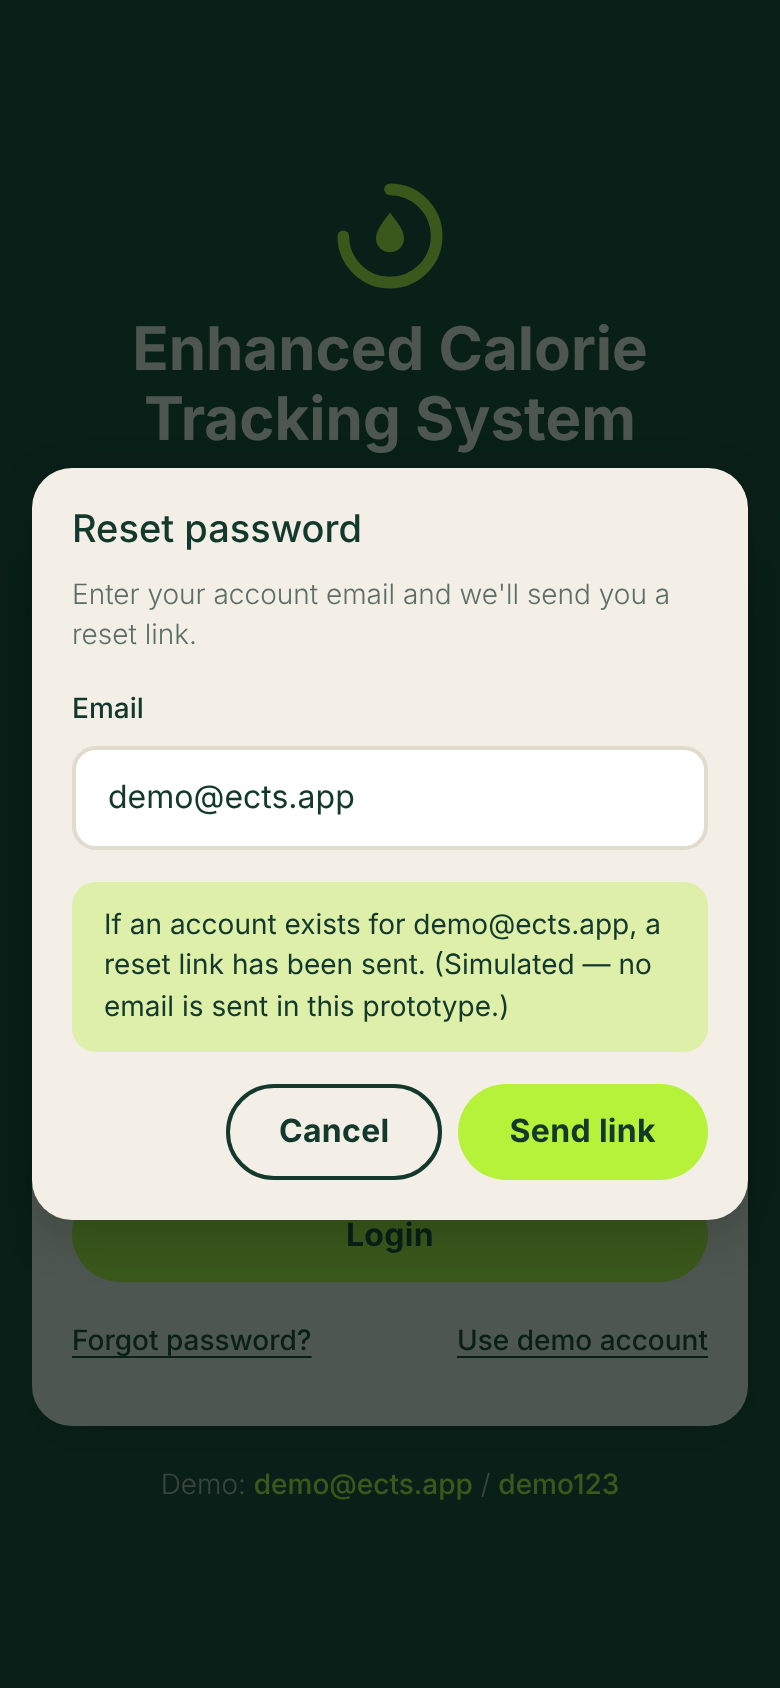 Enhanced Calorie
Tracking System
Reset password
Enter your account email and we'll send you a
reset link.
Email
demo@ects.app
If an account exists for demo@ects.app, a
reset link has been sent. (Simulated — no
email is sent in this prototype.)
Cancel Send link
Login
Forgot password? Use demo account
Demo: demo@ects.app / demo123